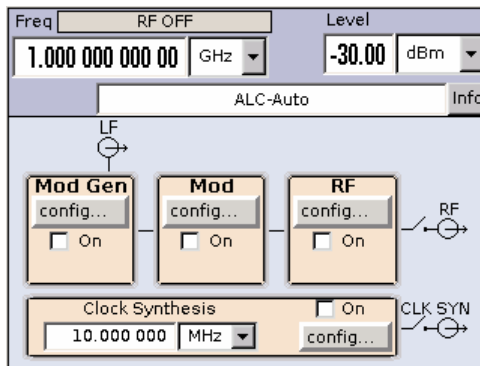 Freq RF OFF Level
1.000 000 000 00 GHz -30.00 dBm
ALC-Auto Info
LF
Mod Gen Mod RF
config... config... config... RF
On On On
Clock Synthesis On CLK SYN
10.000 000 MHz config...